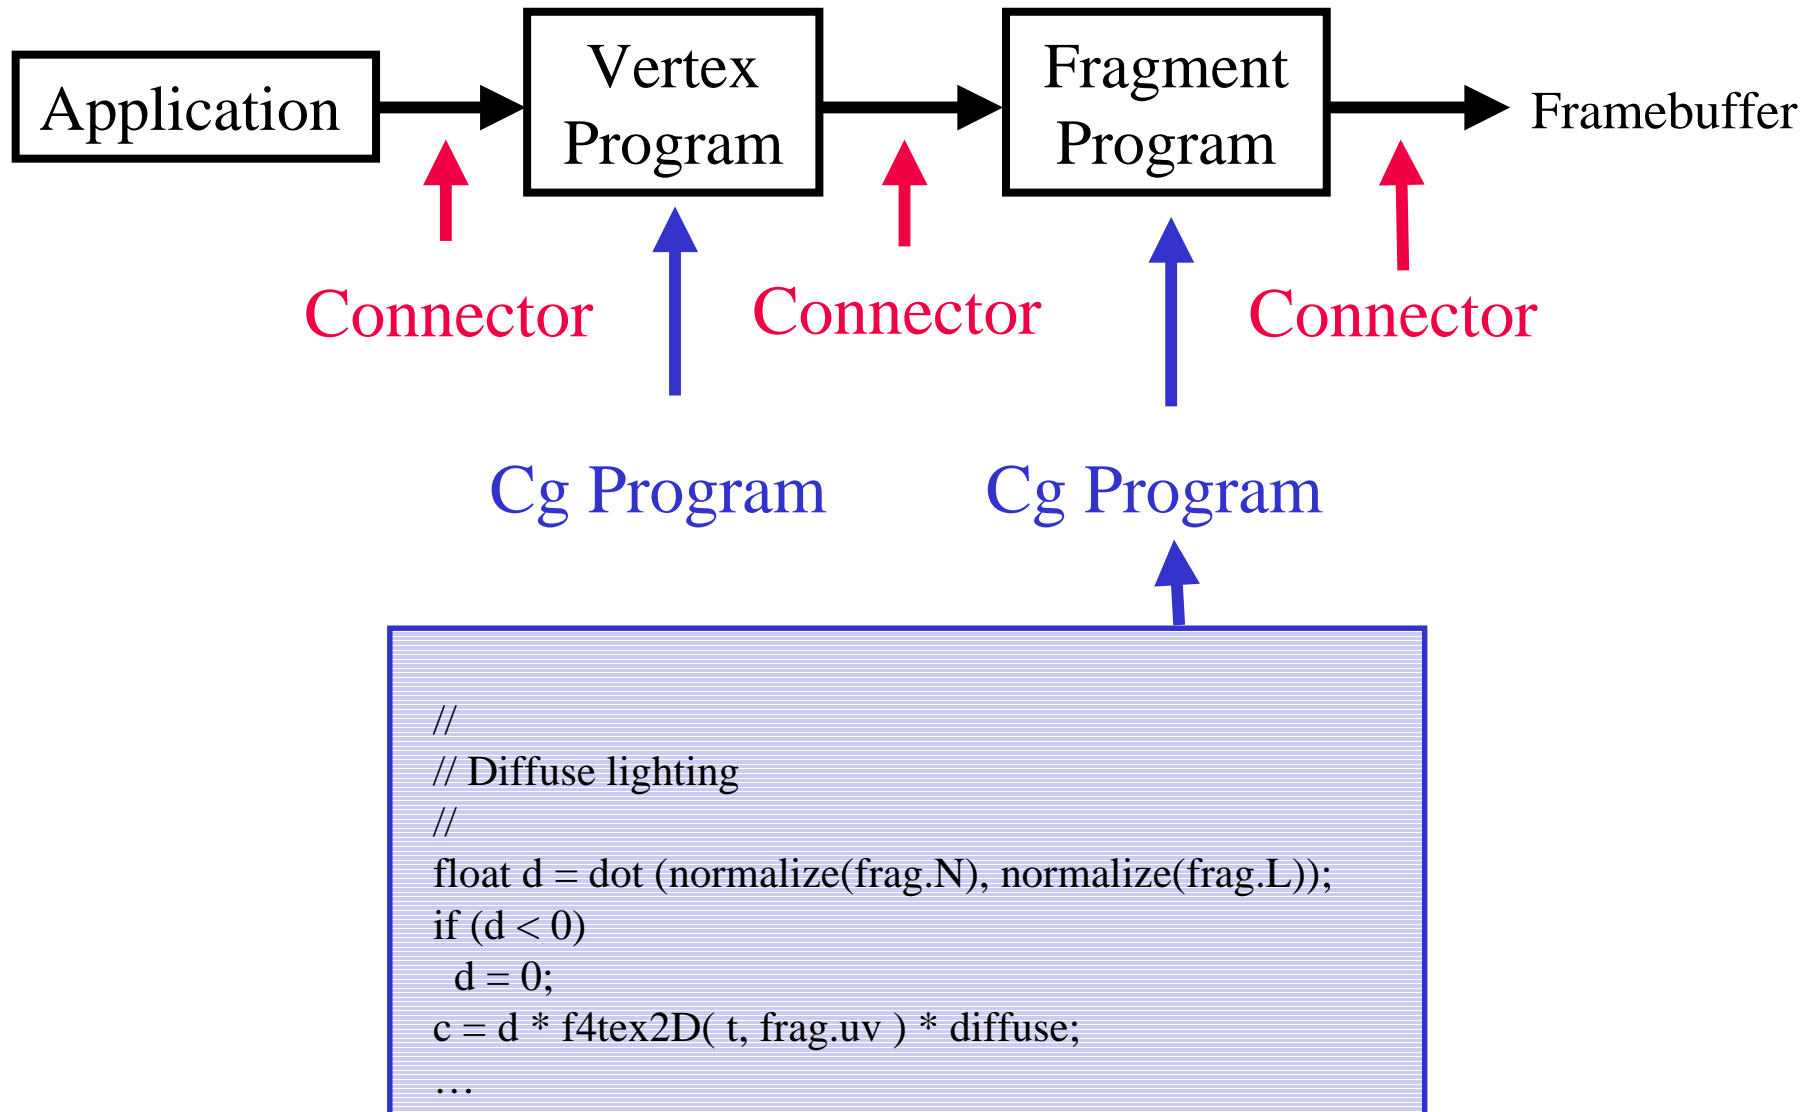 Application
Vertex
Program
Fragment
Program
Framebuffer
Connector
Connector
Connector
Cg Program
Cg Program
//
// Diffuse lighting
//
float d = dot (normalize(frag.N), normalize(frag.L));
if (d < 0)
d = 0;
c = d * f4tex2D( t, frag.uv ) * diffuse;
…